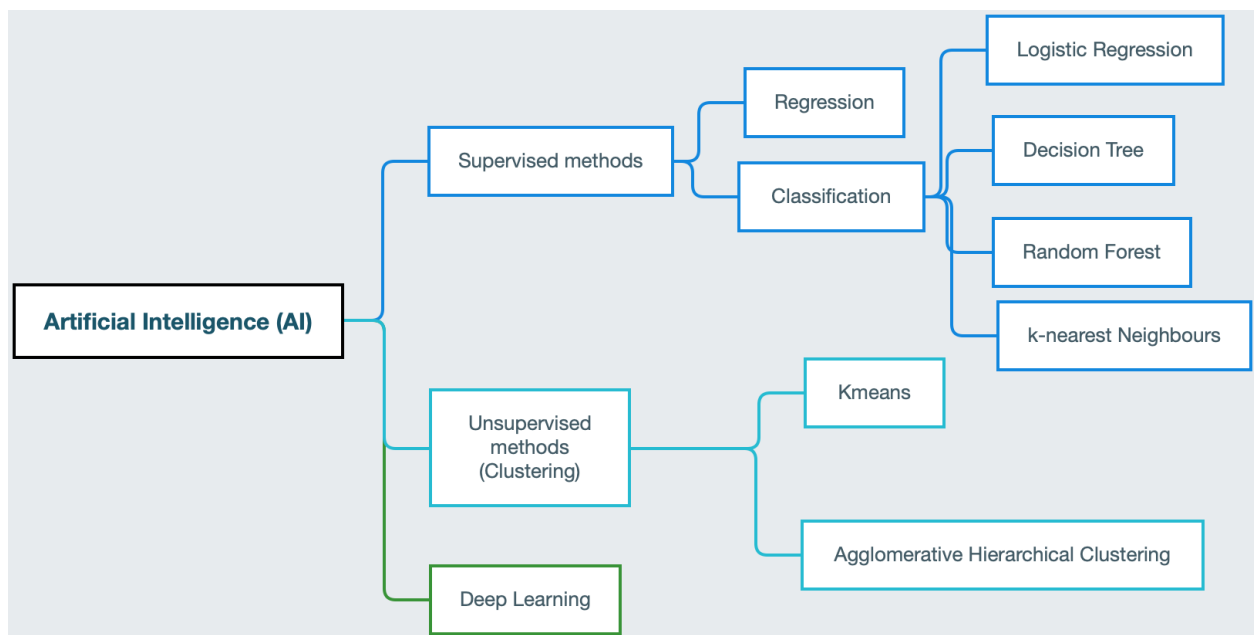 Artificial Intelligence (AI)
Supervised methods
Regression
Classification
Logistic Regression
Decision Tree
Random Forest
k-nearest Neighbours
Unsupervised
methods
(Clustering)
Kmeans
Agglomerative Hierarchical Clustering
Deep Learning